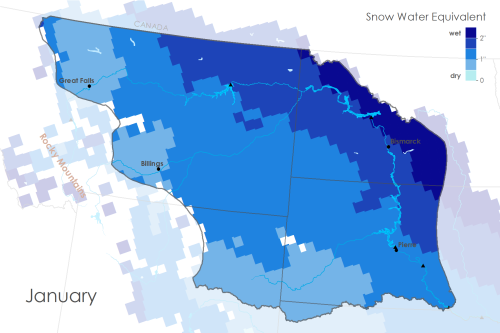 Snow Water Equivalent
wet
2"
1"
dry
0
CANADA
Great Falls
Rocky Mountains
Bismarck
Billings
Pierre
January